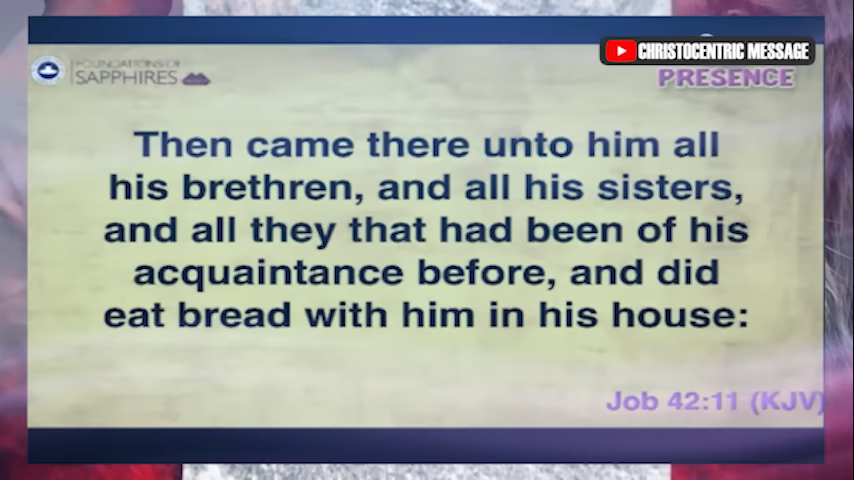 CHRISTOCENTRIC MESSAGE
FOUNDATIONS OF
SAPPHIRES
PRESENCE
Then came there unto him all
his brethren, and all his sisters,
and all they that had been of his
acquaintance before, and did
eat bread with him in his house:
Job 42:11 (KJV)